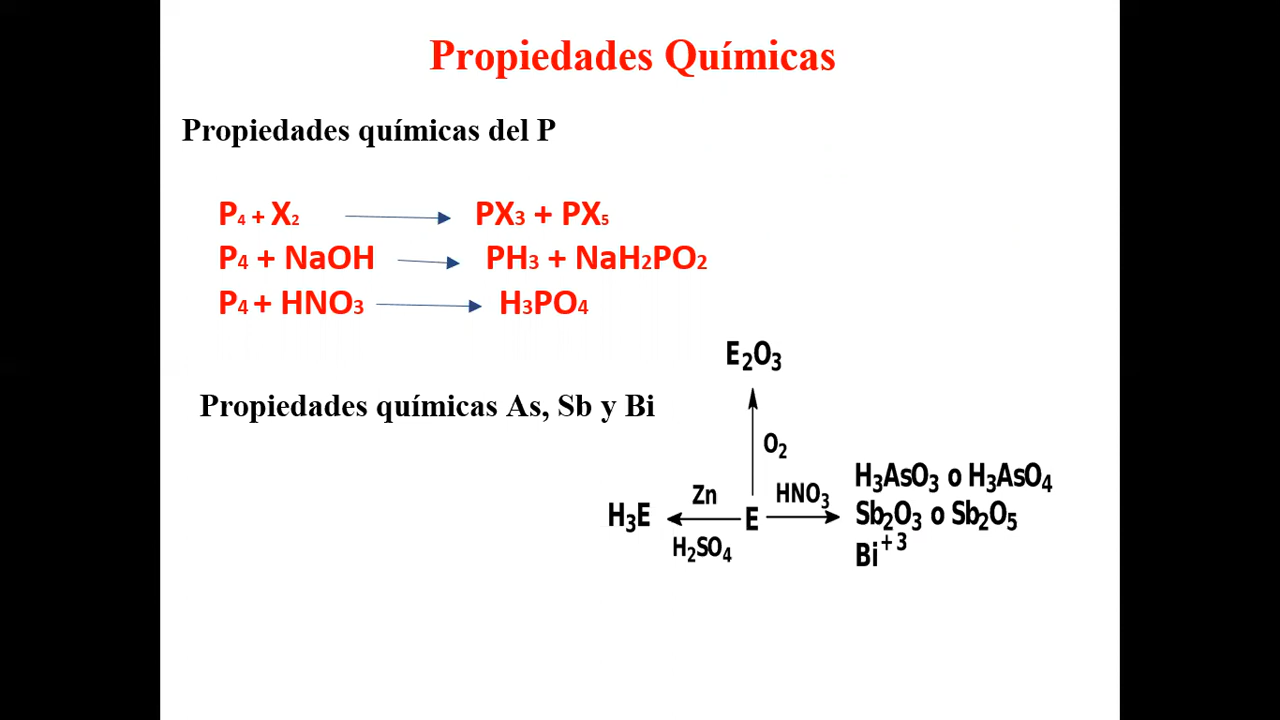 Propiedades Químicas
Propiedades químicas del P
P₄ + X₂ → PX₃ + PX₅
P₄ + NaOH → PH₃ + NaH₂PO₂
P₄ + HNO₃ → H₃PO₄
E₂O₃
Propiedades químicas As, Sb y Bi
O₂
H₃AsO₃ o H₃AsO₄
Zn
HNO₃
H₃E
E
Sb₂O₃ o Sb₂O₅
H₂SO₄
Bi⁺³